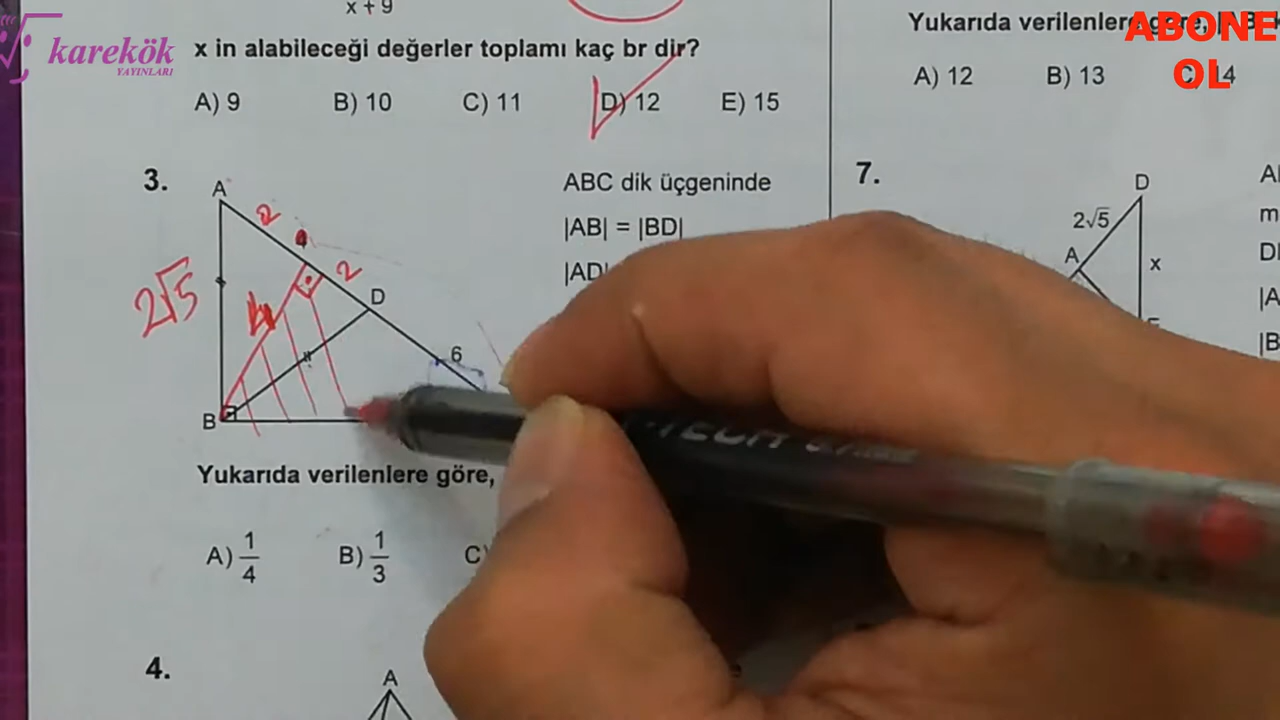 x + 9
karekök
YAYINLARI
x in alabileceği değerler toplamı kaç br dir?
A) 9 B) 10 C) 11 D) 12 E) 15
3.
A
2
2
D
2√5
4
6
B
ABC dik üçgeninde
|AB| = |BD|
|AD|
Yukarıda verilenlere göre,
A) 1/4 B) 1/3 C)
4.
A
Yukarıda verilenlere göre,
ABONE
OL
A) 12 B) 13 C) 14
7.
D
2√5
A
x